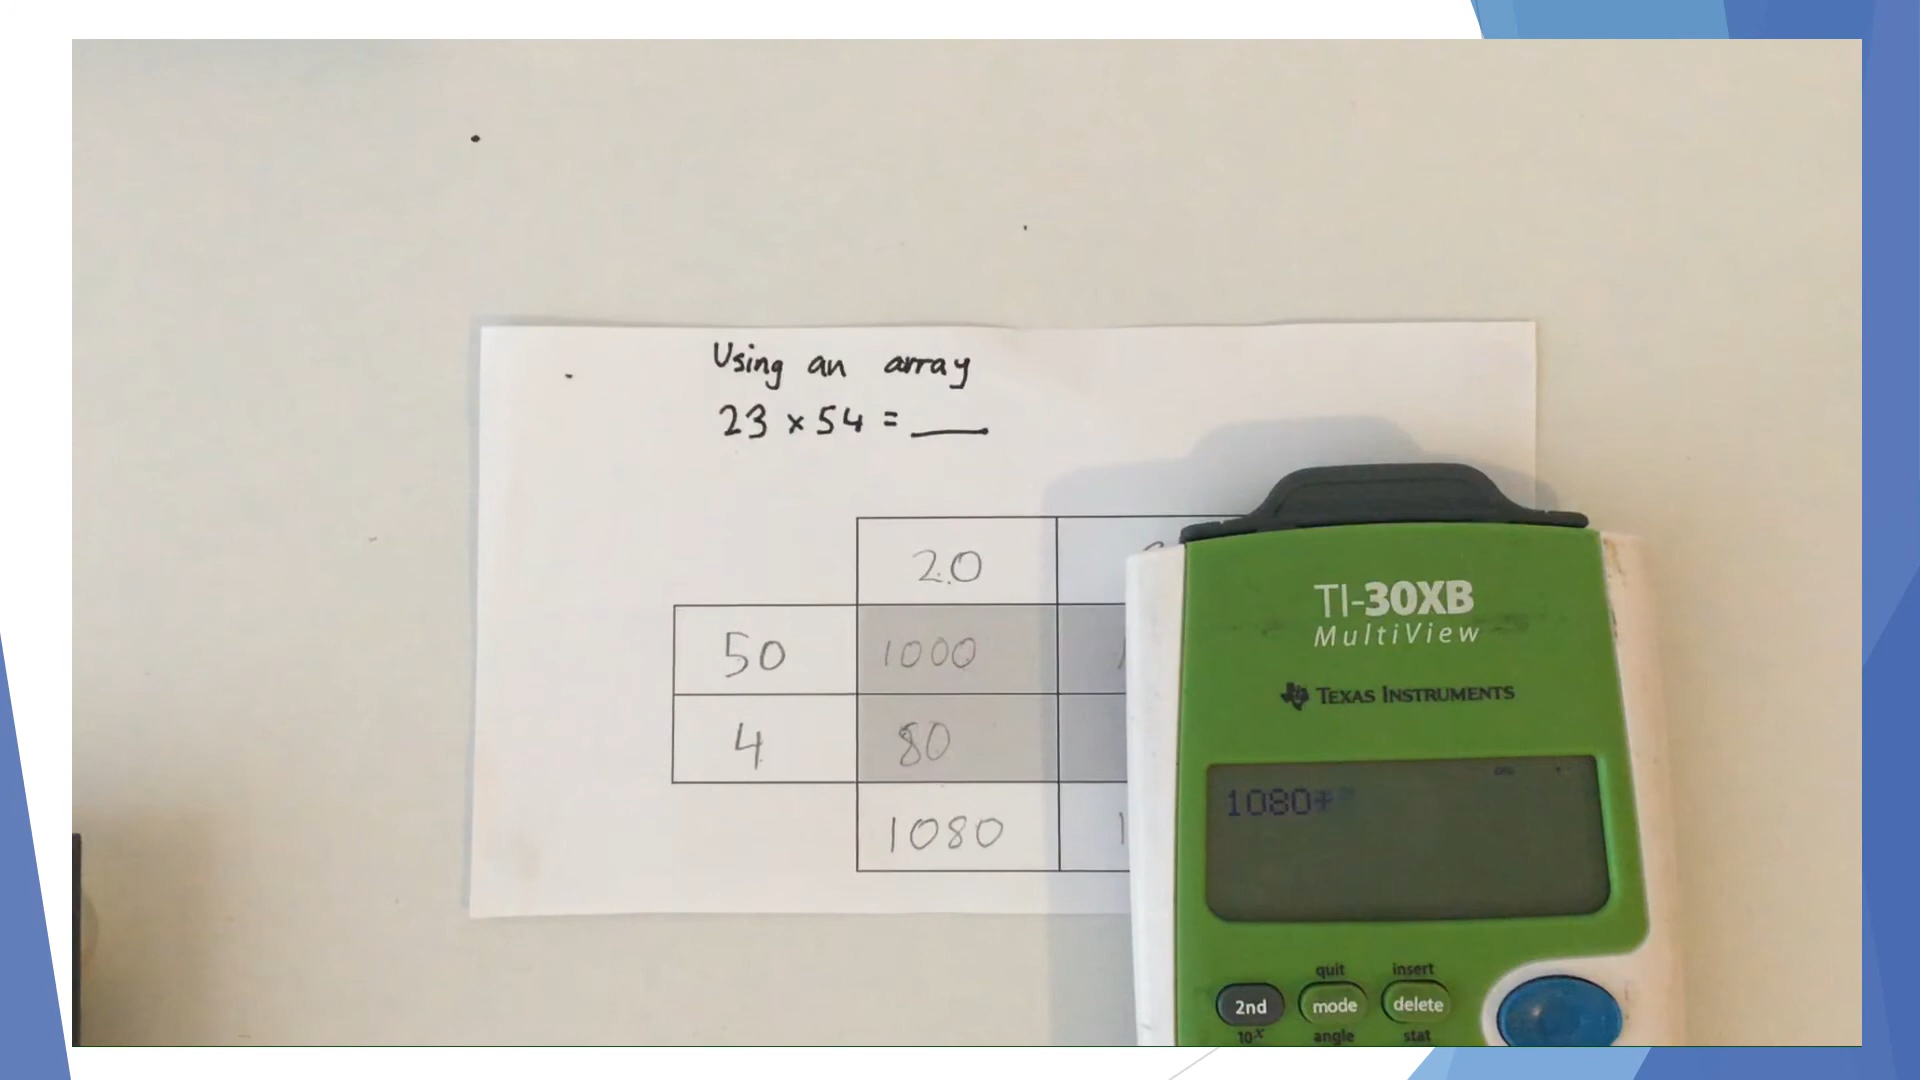 Using an array
23 × 54 = ___
20
50 1000
4 80
1080
TI-30XB
MultiView
TEXAS INSTRUMENTS
1080+
quit insert
2nd mode delete
10ˣ angle stat